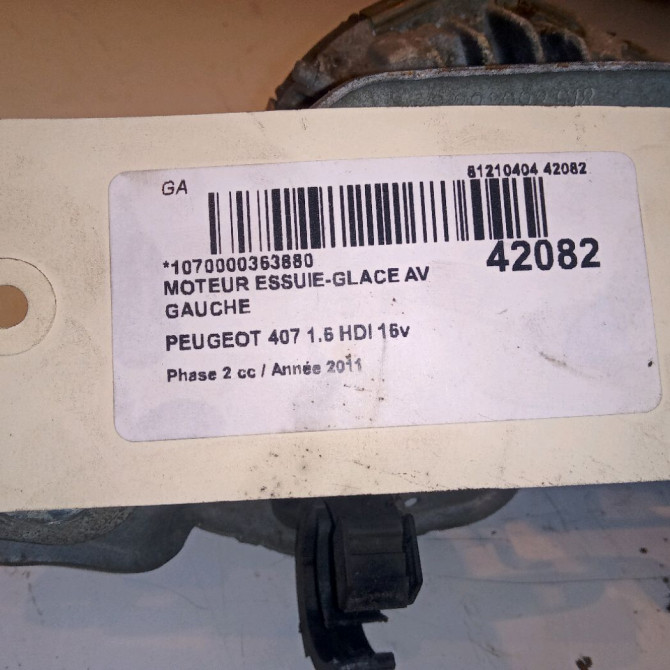 GA
81210404 42082
*1070000363880
42082
MOTEUR ESSUIE-GLACE AV
GAUCHE
PEUGEOT 407 1.6 HDI 16v
Phase 2 cc / Année 2011